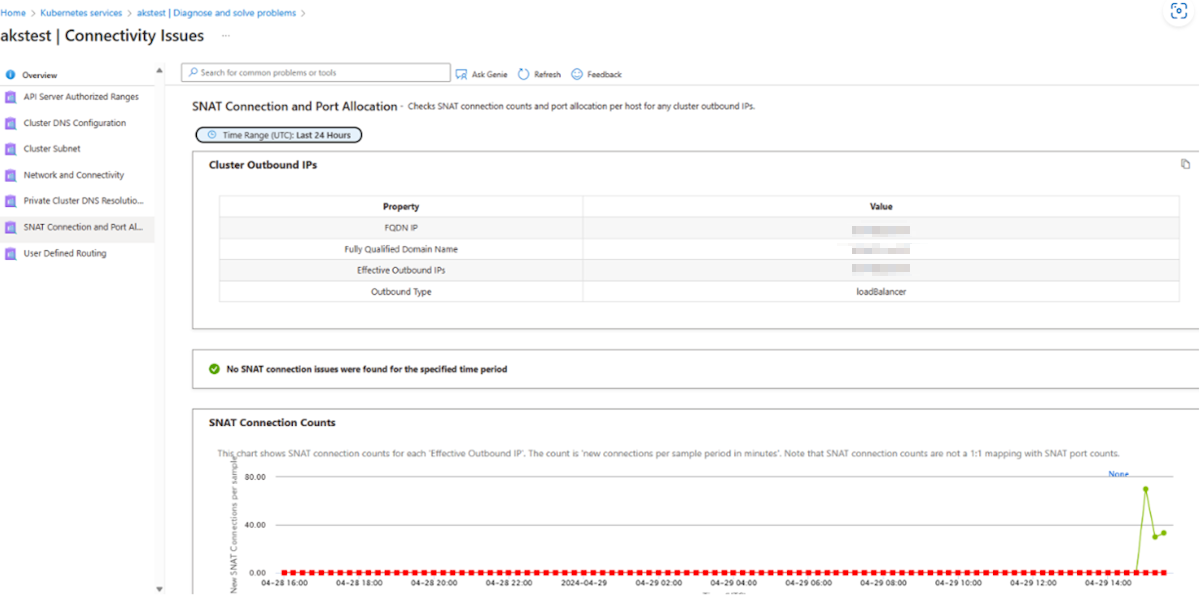 Home > Kubernetes services > akstest | Diagnose and solve problems >
akstest | Connectivity Issues ...
Overview
API Server Authorized Ranges
Cluster DNS Configuration
Cluster Subnet
Network and Connectivity
Private Cluster DNS Resolutio...
SNAT Connection and Port Al...
User Defined Routing
Search for common problems or tools
Ask Genie
Refresh
Feedback
SNAT Connection and Port Allocation - Checks SNAT connection counts and port allocation per host for any cluster outbound IPs.
Time Range (UTC): Last 24 Hours
Cluster Outbound IPs
Property Value
FQDN IP
Fully Qualified Domain Name
Effective Outbound IPs
Outbound Type loadBalancer
No SNAT connection issues were found for the specified time period
SNAT Connection Counts
This chart shows SNAT connection counts for each 'Effective Outbound IP'. The count is 'new connections per sample period in minutes'. Note that SNAT connection counts are not a 1:1 mapping with SNAT port counts.
None
New SNAT Connections per sample
80.00
40.00
0.00
04-28 16:00 04-28 18:00 04-28 20:00 04-28 22:00 2024-04-29 04-29 02:00 04-29 04:00 04-29 06:00 04-29 08:00 04-29 10:00 04-29 12:00 04-29 14:00